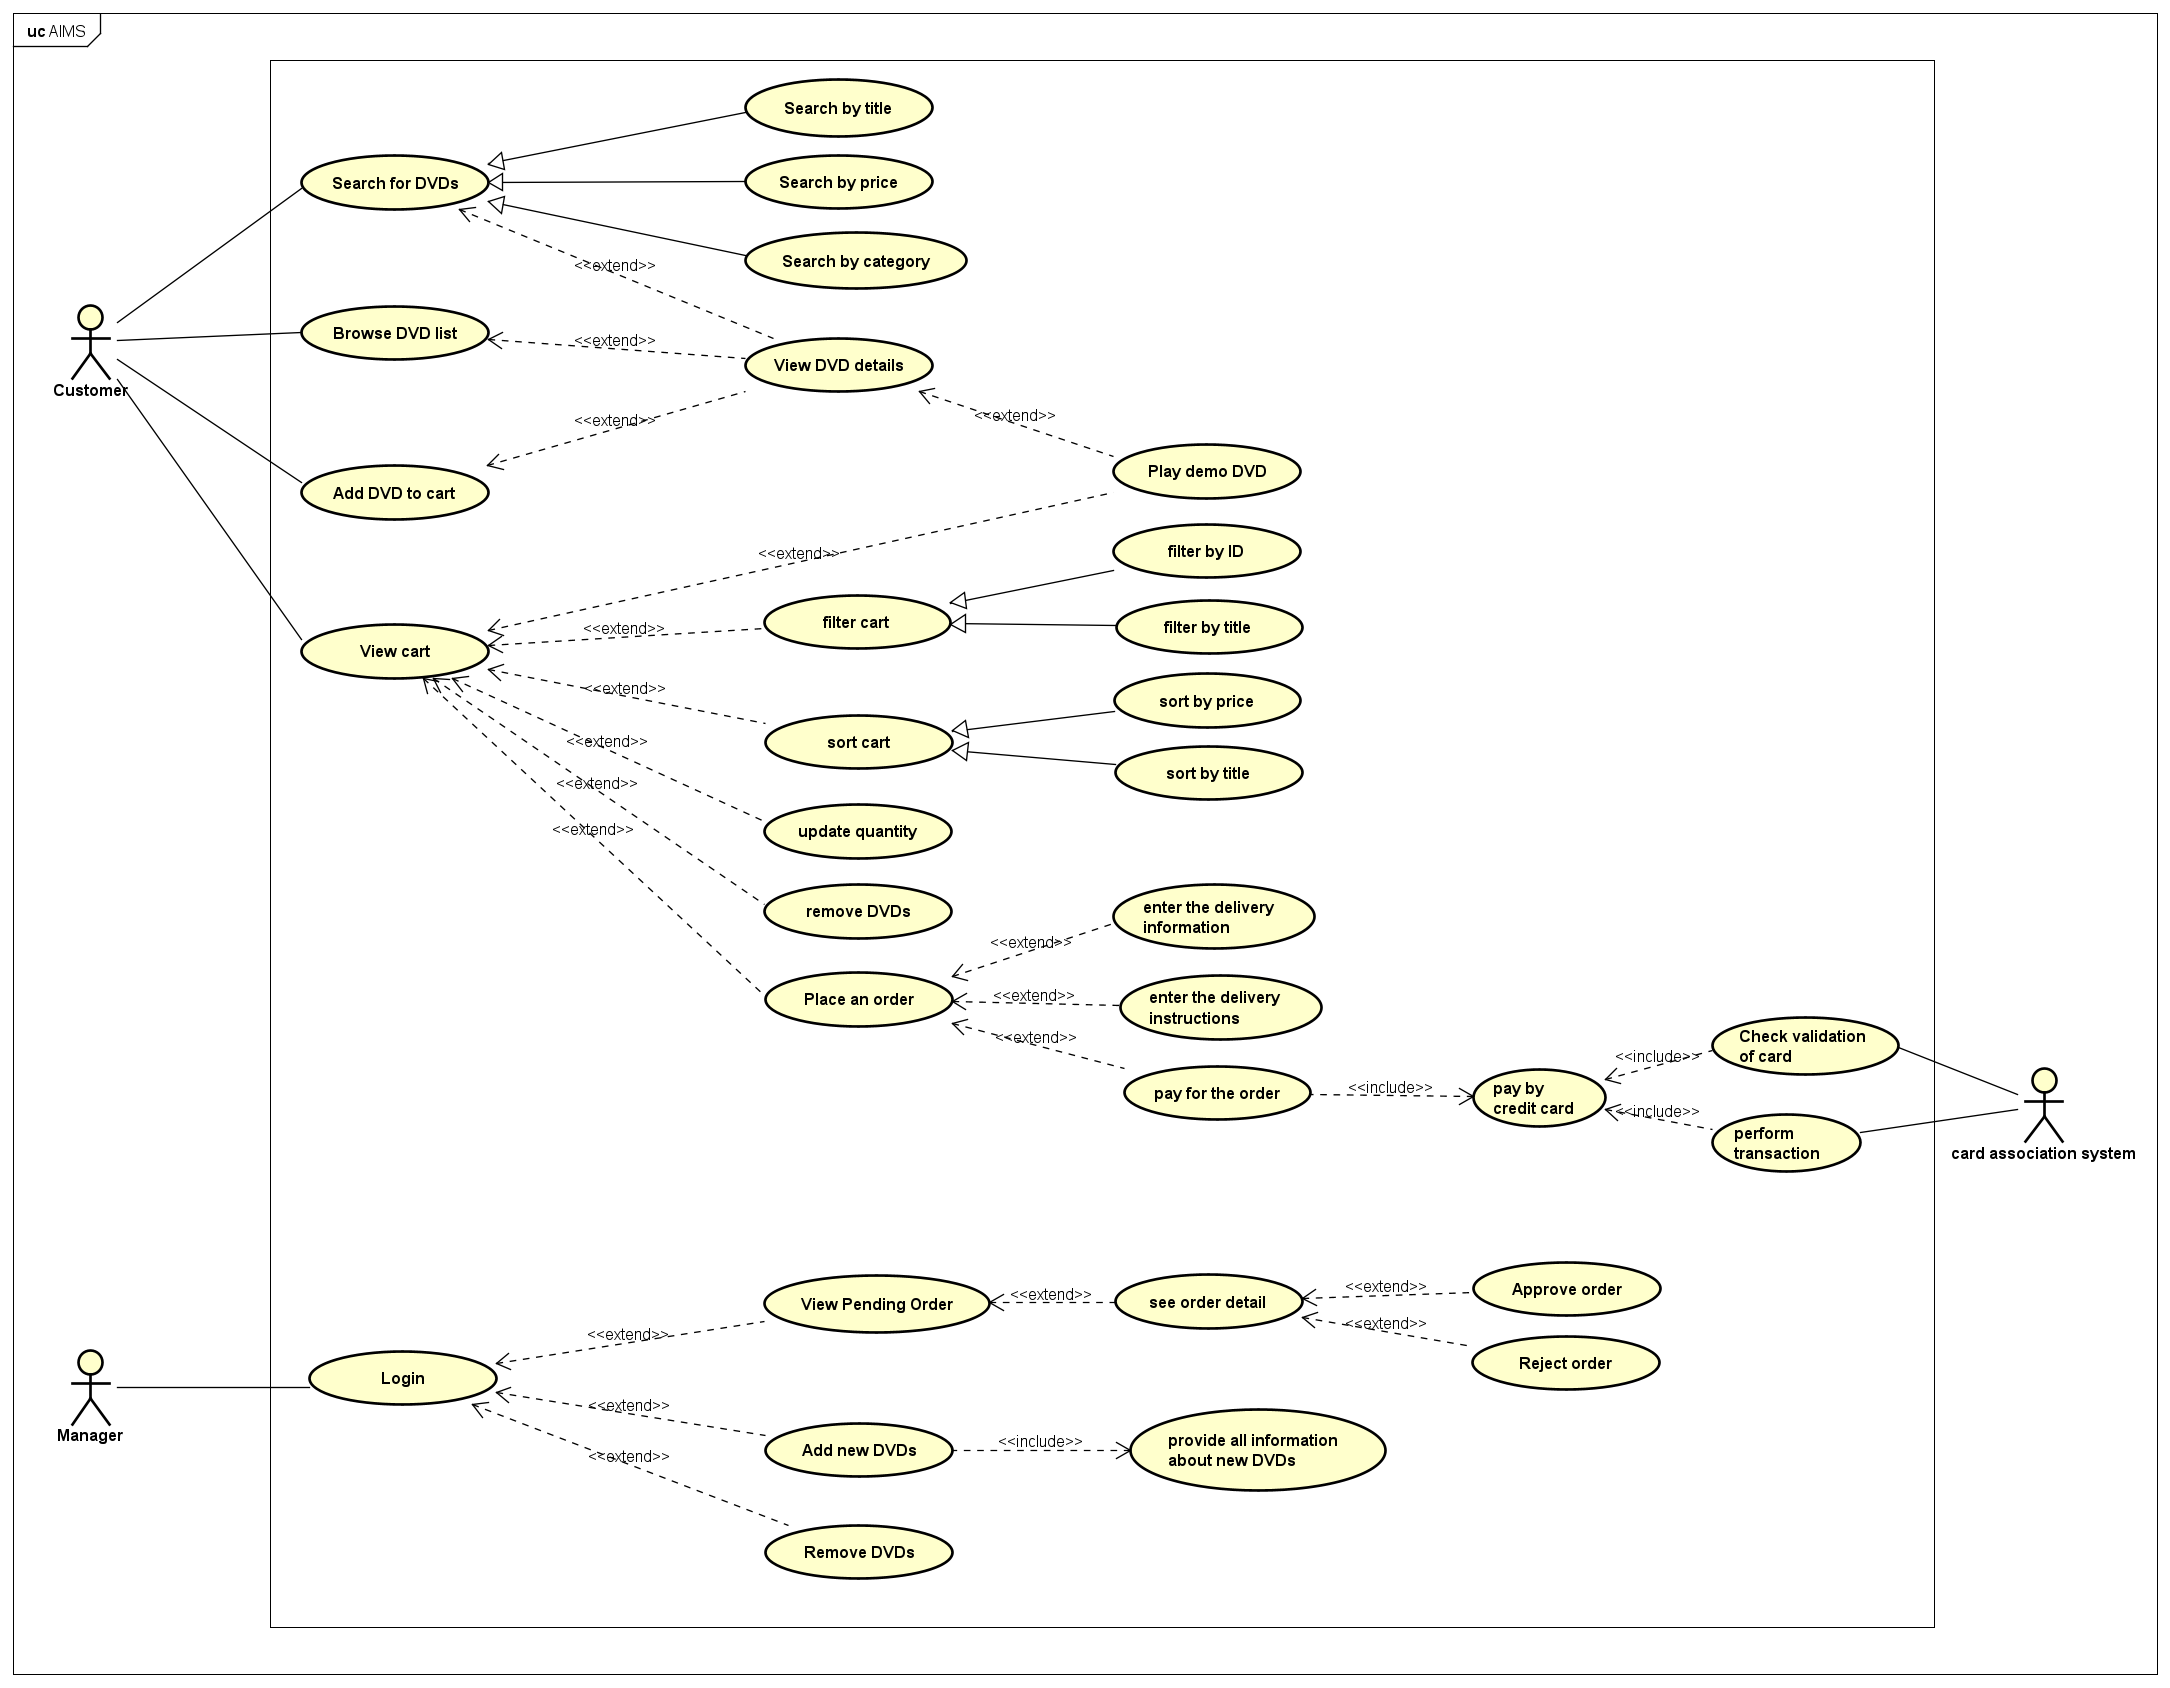 uc AIMS
Search by title
Search for DVDs
Search by price
Search by category
<<extend>>
Browse DVD list
<<extend>>
View DVD details
Customer
<<extend>>
<<extend>>
Play demo DVD
Add DVD to cart
<<extend>>
filter by ID
filter cart
<<extend>>
filter by title
View cart
<<extend>>
sort by price
sort cart
<<extend>>
sort by title
<<extend>>
<<extend>>
update quantity
remove DVDs
enter the delivery
information
<<extend>>
Place an order
<<extend>>
enter the delivery
instructions
<<extend>>
Check validation
of card
<<include>>
pay for the order
<<include>>
pay by
credit card
<<include>>
perform
transaction
card association system
View Pending Order
<<extend>>
see order detail
<<extend>>
Approve order
<<extend>>
<<extend>>
Reject order
Login
Manager
<<extend>>
Add new DVDs
<<include>>
provide all information
about new DVDs
<<extend>>
Remove DVDs